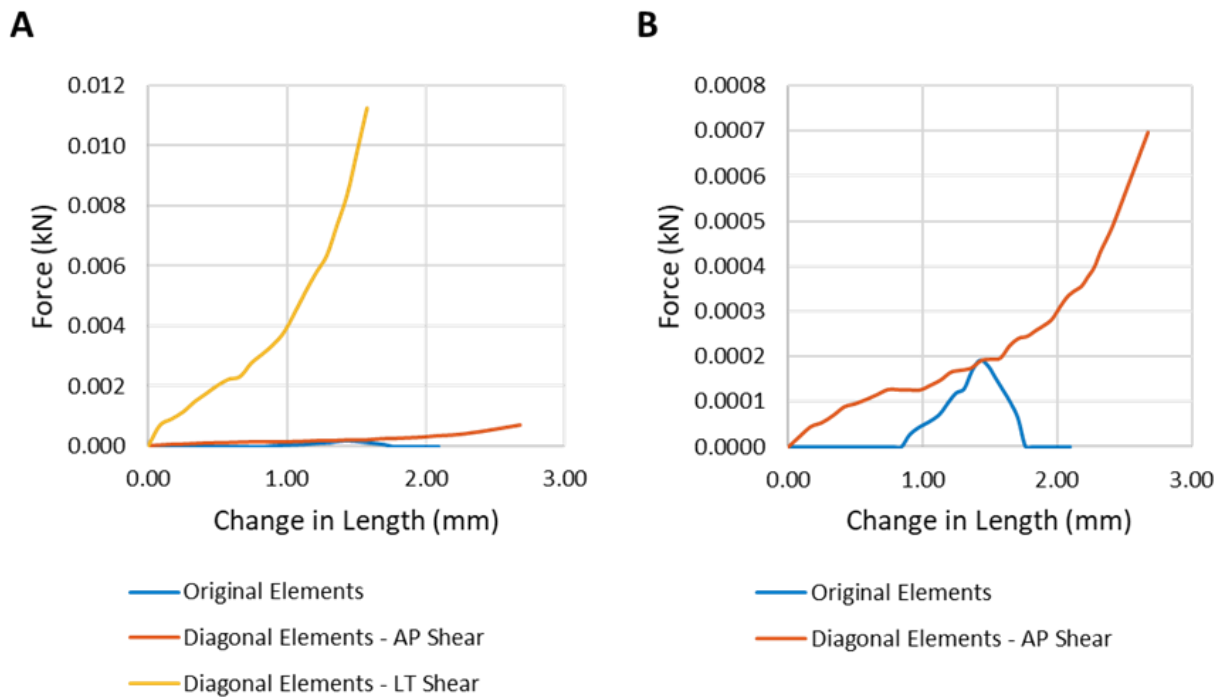 A
Force (kN)
0.012
0.010
0.008
0.006
0.004
0.002
0.000
0.00 1.00 2.00 3.00
Change in Length (mm)
Original Elements
Diagonal Elements - AP Shear
Diagonal Elements - LT Shear
B
Force (kN)
0.0008
0.0007
0.0006
0.0005
0.0004
0.0003
0.0002
0.0001
0.0000
0.00 1.00 2.00 3.00
Change in Length (mm)
Original Elements
Diagonal Elements - AP Shear